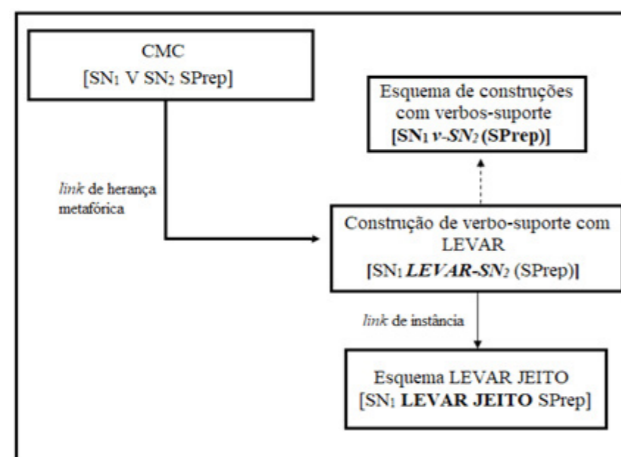 CMC
[SN₁ V SN₂ SPrep]
Esquema de construções
com verbos-suporte
[SN₁ v-SN₂ (SPrep)]
link de herança
metafórica
Construção de verbo-suporte com
LEVAR
[SN₁ LEVAR-SN₂ (SPrep)]
link de instância
Esquema LEVAR JEITO
[SN₁ LEVAR JEITO SPrep]